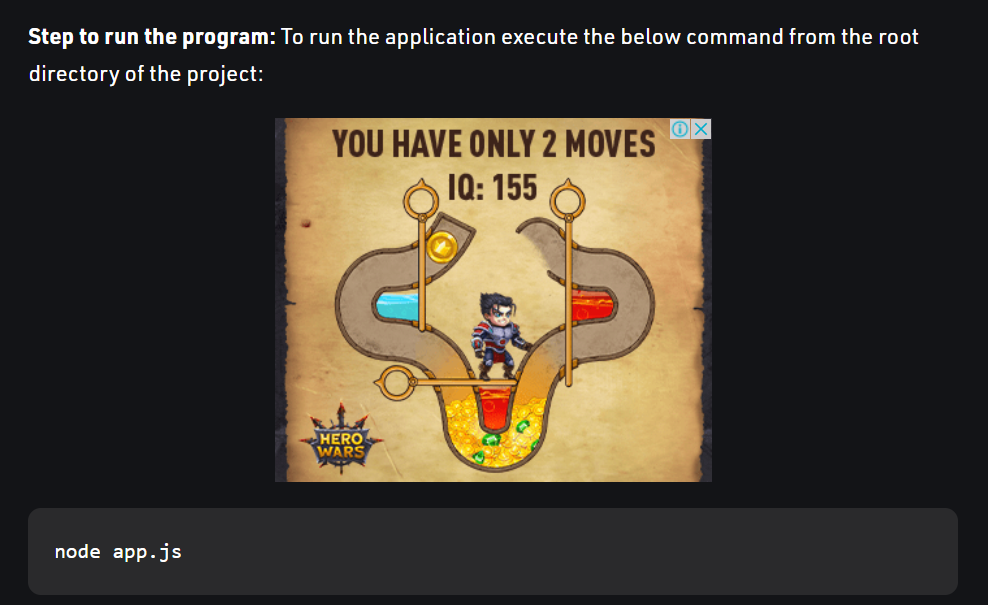 Step to run the program: To run the application execute the below command from the root
directory of the project:
YOU HAVE ONLY 2 MOVES
IQ: 155
HERO
WARS
node app.js